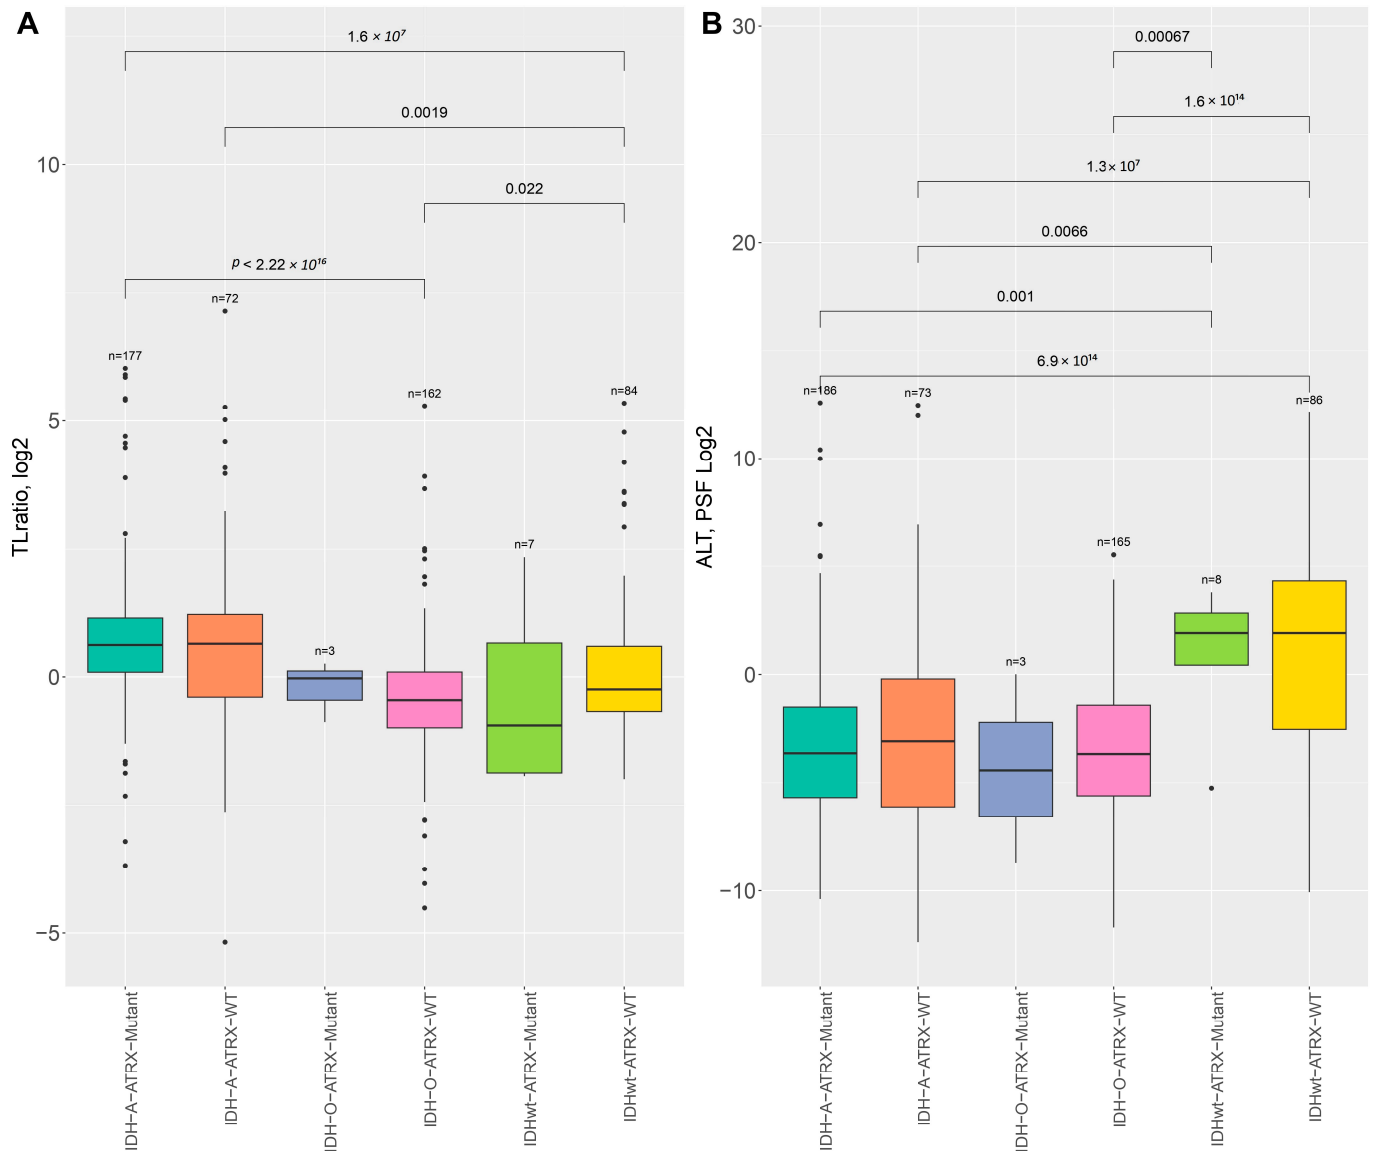 A
1.6 × 10⁷
0.0019
0.022
p < 2.22 × 10¹⁶
n=72
n=177
n=162
n=84
n=7
n=3
10
5
0
−5
TLratio, log2
IDH−A−ATRX−Mutant
IDH−A−ATRX−WT
IDH−O−ATRX−Mutant
IDH−O−ATRX−WT
IDHwt−ATRX−Mutant
IDHwt−ATRX−WT
B
0.00067
1.6 × 10¹⁴
1.3 × 10⁷
0.0066
0.001
6.9 × 10¹⁴
n=186
n=73
n=86
n=165
n=8
n=3
30
20
10
0
−10
ALT, PSF Log2
IDH−A−ATRX−Mutant
IDH−A−ATRX−WT
IDH−O−ATRX−Mutant
IDH−O−ATRX−WT
IDHwt−ATRX−Mutant
IDHwt−ATRX−WT